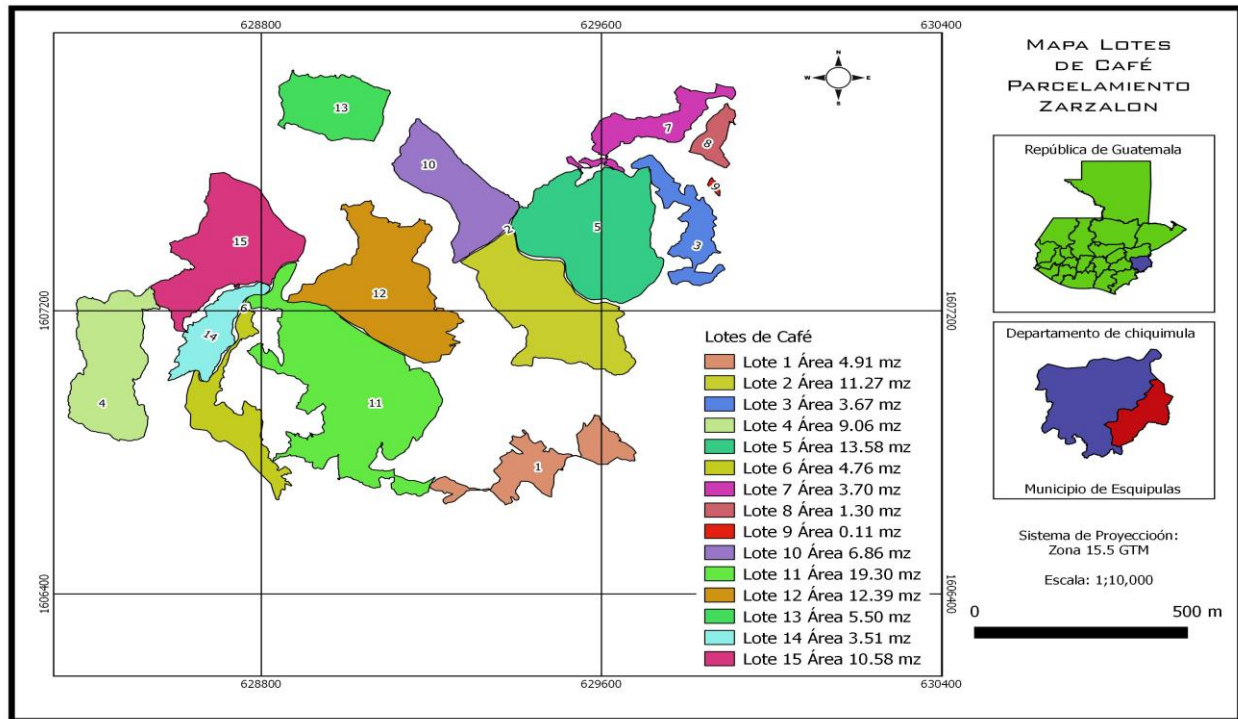 628800
629600
630400
1607200
1606400
N
W
E
S
13
10
7
8
9
15
2
5
3
12
6
14
4
11
1
Lotes de Café
Lote 1 Área 4.91 mz
Lote 2 Área 11.27 mz
Lote 3 Área 3.67 mz
Lote 4 Área 9.06 mz
Lote 5 Área 13.58 mz
Lote 6 Área 4.76 mz
Lote 7 Área 3.70 mz
Lote 8 Área 1.30 mz
Lote 9 Área 0.11 mz
Lote 10 Área 6.86 mz
Lote 11 Área 19.30 mz
Lote 12 Área 12.39 mz
Lote 13 Área 5.50 mz
Lote 14 Área 3.51 mz
Lote 15 Área 10.58 mz
1607200
1606400
628800
629600
630400
Mapa Lotes
de Café
Parcelamiento
Zarzalon
República de Guatemala
Departamento de chiquimula
Municipio de Esquipulas
Sistema de Proyeccioón:
Zona 15.5 GTM
Escala: 1;10,000
0
500 m